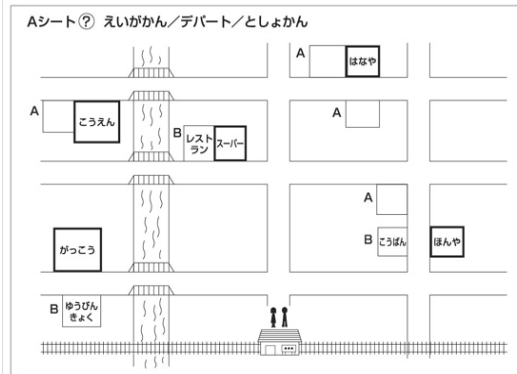 Aシート? えいがかん／デパート／としょかん
A
はなや
A
こうえん
A
B
レスト
ラン
スーパー
A
がっこう
B
こうばん
ほんや
B
ゆうびん
きょく